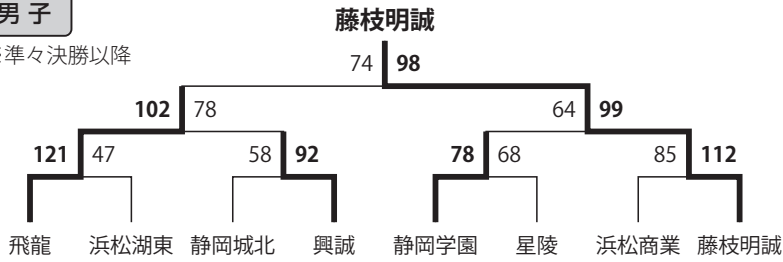 男子
準々決勝以降
藤枝明誠
74 98
102 78 64 99
121 47 58 92 78 68 85 112
飛龍 浜松湖東 静岡城北 興誠 静岡学園 星陵 浜松商業 藤枝明誠